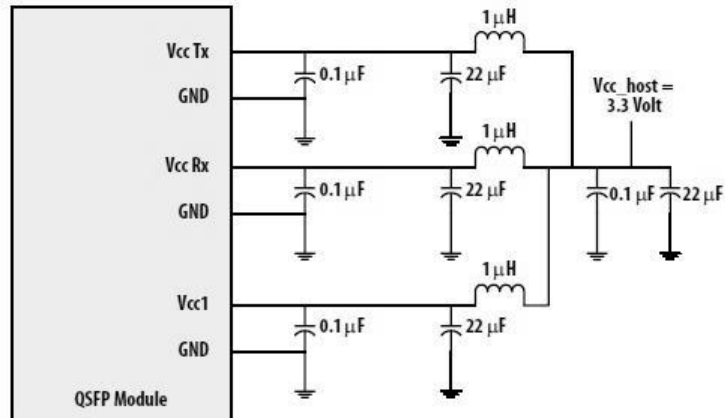 1 μH
Vcc Tx
0.1 μF
22 μF
GND
Vcc_host =
3.3 Volt
1 μH
Vcc Rx
0.1 μF
22 μF
0.1 μF
22 μF
GND
1 μH
Vcc1
0.1 μF
22 μF
GND
QSFP Module